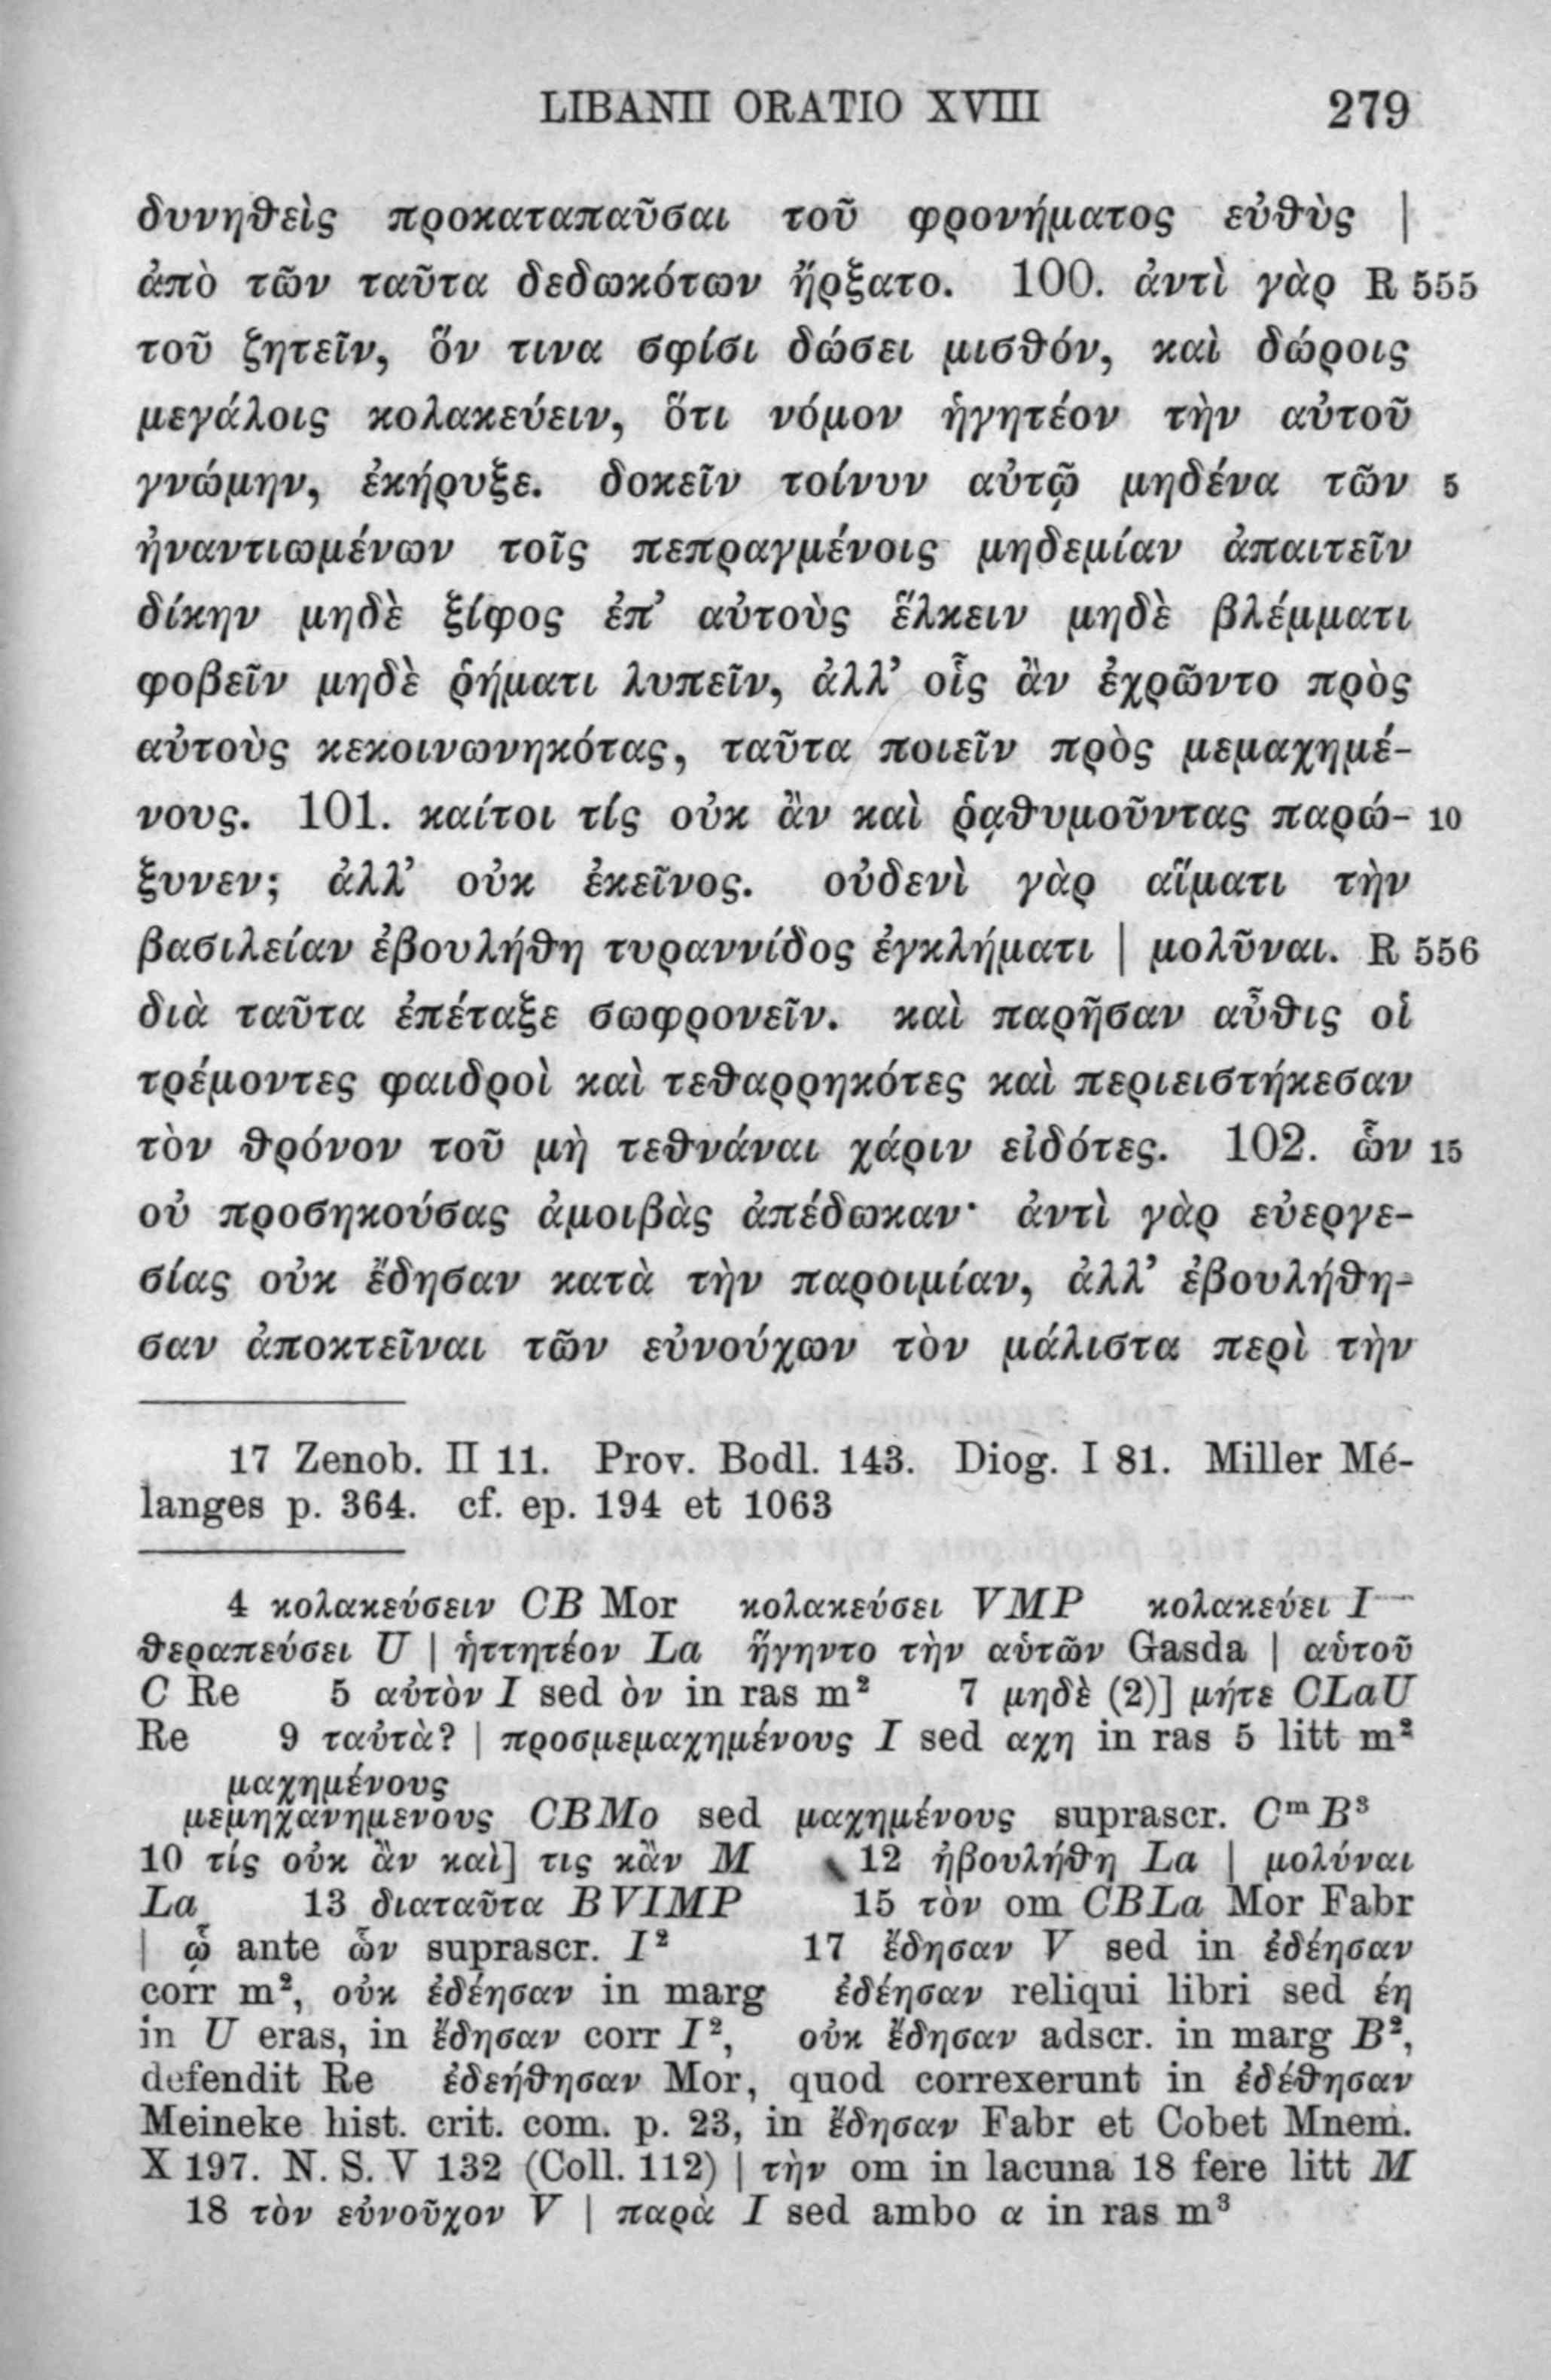 LIBANII ORATIO XVIII 279
δυνηθεὶς προκαταπαῦσαι τοῦ φρονήματος εὐθὺς |
ἀπὸ τῶν ταῦτα δεδωκότων ἤρξατο. 100. ἀντὶ γὰρ R 555
τοῦ ζητεῖν, ὅν τινα σφίσι δώσει μισθόν, καὶ δώροις
μεγάλοις κολακεύειν, ὅτι νόμον ἡγητέον τὴν αὐτοῦ
γνώμην, ἐκήρυξε. δοκεῖν τοίνυν αὐτῷ μηδένα τῶν 5
ἠναντιωμένων τοῖς πεπραγμένοις μηδεμίαν ἀπαιτεῖν
δίκην μηδὲ ξίφος ἐπ’ αὐτοὺς ἕλκειν μηδὲ βλέμματι
φοβεῖν μηδὲ ῥήματι λυπεῖν, ἀλλ’ οἷς ἂν ἐχρῶντο πρὸς
αὐτοὺς κεκοινωνηκότας, ταῦτα ποιεῖν πρὸς μεμαχημέ-
νους. 101. καίτοι τίς οὐκ ἂν καὶ ῥᾳθυμοῦντας παρώ- 10
ξυνεν; ἀλλ’ οὐκ ἐκεῖνος. οὐδενὶ γὰρ αἵματι τὴν
βασιλείαν ἐβουλήθη τυραννίδος ἐγκλήματι | μολῦναι. R 556
διὰ ταῦτα ἐπέταξε σωφρονεῖν. καὶ παρῆσαν αὖθις οἱ
τρέμοντες φαιδροὶ καὶ τεθαρρηκότες καὶ περιειστήκεσαν
τὸν θρόνον τοῦ μὴ τεθνάναι χάριν εἰδότες. 102. ὧν 15
οὐ προσηκούσας ἀμοιβὰς ἀπέδωκαν· ἀντὶ γὰρ εὐεργε-
σίας οὐκ ἔδησαν κατὰ τὴν παροιμίαν, ἀλλ’ ἐβουλήθη-
σαν ἀποκτεῖναι τῶν εὐνούχων τὸν μάλιστα περὶ τὴν
17 Zenob. II 11. Prov. Bodl. 143. Diog. I 81. Miller Mé-
langes p. 364. cf. ep. 194 et 1063
4 κολακεύσειν CB Mor κολακεύσει VMP κολακεύει I
θεραπεύσει U | ἡττητέον La ἥγηντο τὴν αὑτῶν Gasda | αὑτοῦ
C Re 5 αὐτὸν I sed ὸν in ras m² 7 μηδὲ (2)] μήτε CLaU
Re 9 ταὐτὰ? | προσμεμαχημένους I sed αχη in ras 5 litt m²
μαχημένους
μεμηχανημενους CBMo sed μαχημένους suprascr. Cᵐ B³
10 τίς οὐκ ἂν καὶ] τις κἂν M 12 ἠβουλήθη La | μολύναι
La 13 διαταῦτα BVIMP 15 τὸν om CBLa Mor Fabr
| ᾧ ante ὧν suprascr. I² 17 ἔδησαν V sed in ἐδέησαν
corr m², οὐκ ἐδέησαν in marg ἐδέησαν reliqui libri sed έη
in U eras, in ἔδησαν corr I², οὐκ ἔδησαν adscr. in marg B²,
defendit Re ἐδεήθησαν Mor, quod correxerunt in ἐδέθησαν
Meineke hist. crit. com. p. 23, in ἔδησαν Fabr et Cobet Mnem.
X 197. N. S. V 132 (Coll. 112) | τὴν om in lacuna 18 fere litt M
18 τὸν εὐνοῦχον V | παρὰ I sed ambo α in ras m³